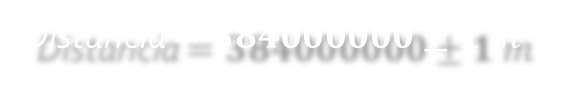 Distancia = 384000000 ± 1 m